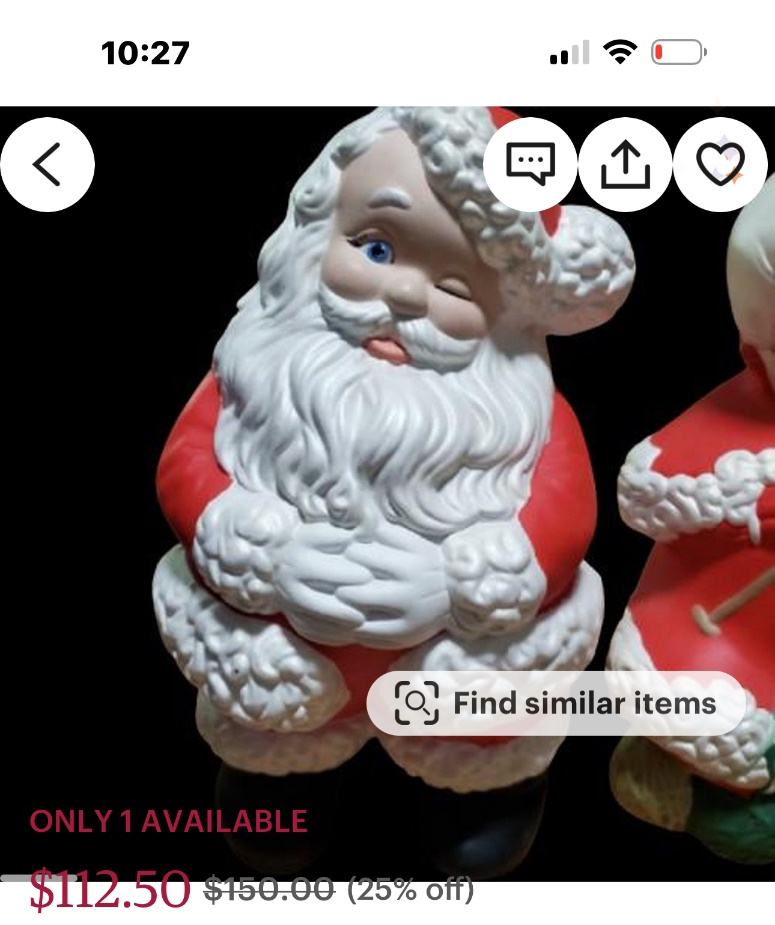 10:27
Find similar items
ONLY 1 AVAILABLE
$112.50 $150.00 (25% off)